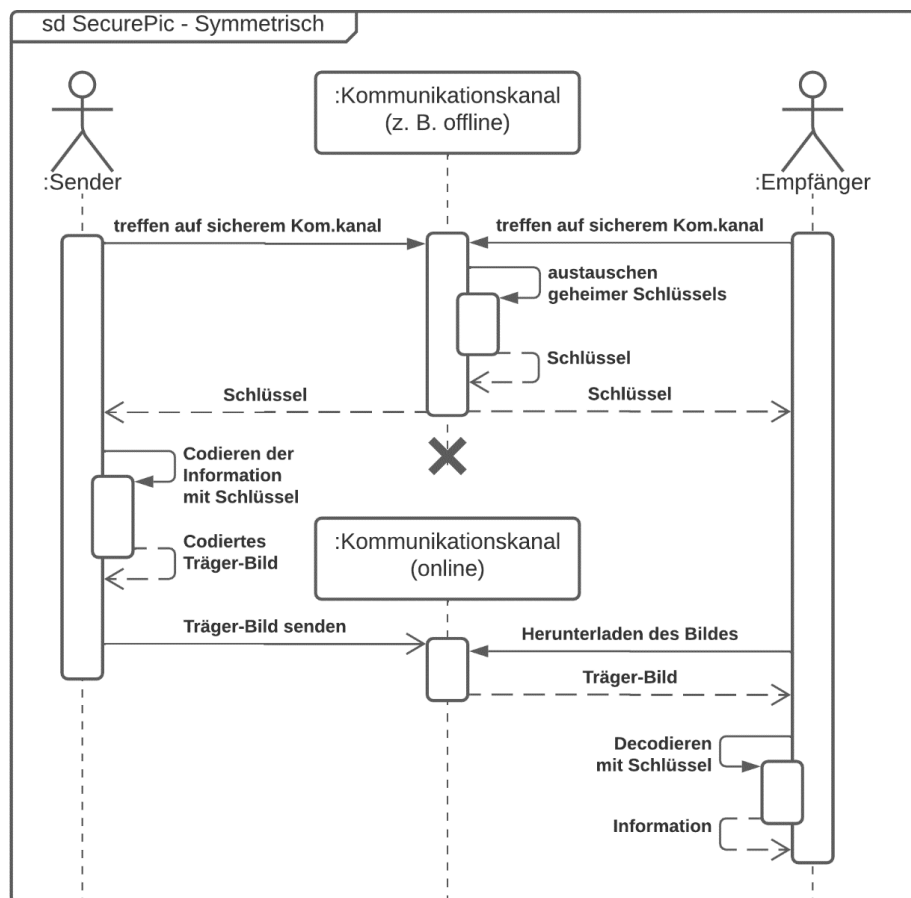 sd SecurePic - Symmetrisch
:Kommunikationskanal
(z. B. offline)
:Sender
:Empfänger
treffen auf sicherem Kom.kanal
treffen auf sicherem Kom.kanal
austauschen
geheimer Schlüssels
Schlüssel
Schlüssel
Schlüssel
Codieren der
Information
mit Schlüssel
Codiertes
Träger-Bild
:Kommunikationskanal
(online)
Träger-Bild senden
Herunterladen des Bildes
Träger-Bild
Decodieren
mit Schlüssel
Information